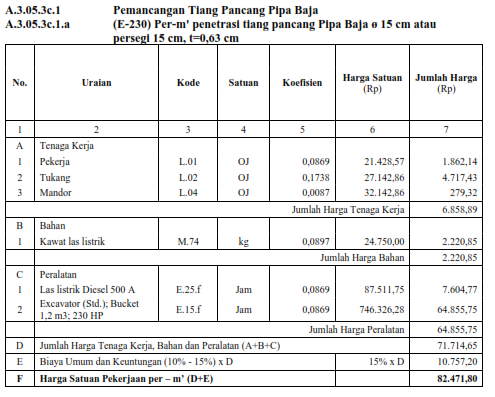 A.3.05.3c.1 Pemancangan Tiang Pancang Pipa Baja
A.3.05.3c.1.a (E-230) Per-m' penetrasi tiang pancang Pipa Baja ø 15 cm atau
persegi 15 cm, t=0,63 cm
No. Uraian Kode Satuan Koefisien Harga Satuan (Rp) Jumlah Harga (Rp)
1 2 3 4 5 6 7
A Tenaga Kerja
1 Pekerja L.01 OJ 0,0869 21.428,57 1.862,14
2 Tukang L.02 OJ 0,1738 27.142,86 4.717,43
3 Mandor L.04 OJ 0,0087 32.142,86 279,32
Jumlah Harga Tenaga Kerja 6.858,89
B Bahan
1 Kawat las listrik M.74 kg 0,0897 24.750,00 2.220,85
Jumlah Harga Bahan 2.220,85
C Peralatan
1 Las listrik Diesel 500 A E.25.f Jam 0,0869 87.511,75 7.604,77
2 Excavator (Std.); Bucket 1,2 m3; 230 HP E.15.f Jam 0,0869 746.326,28 64.855,75
Jumlah Harga Peralatan 64.855,75
D Jumlah Harga Tenaga Kerja, Bahan dan Peralatan (A+B+C) 71.714,65
E Biaya Umum dan Keuntungan (10% - 15%) x D 15% x D 10.757,20
F Harga Satuan Pekerjaan per – m' (D+E) 82.471,80